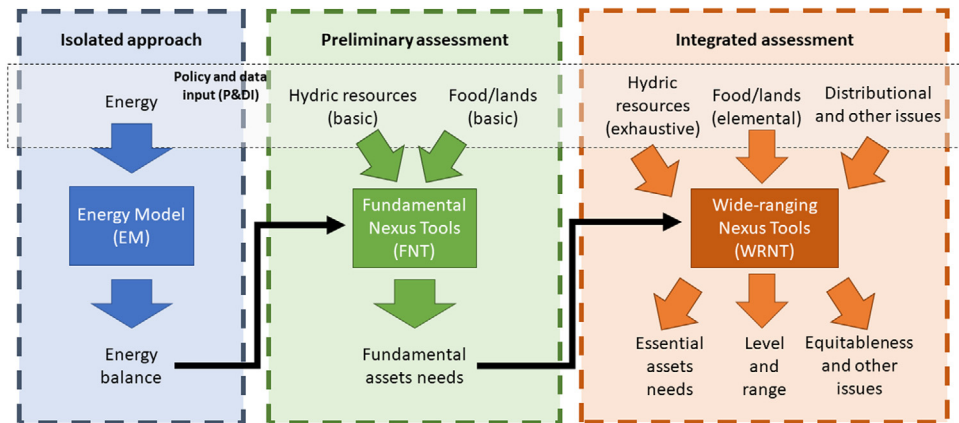 Isolated approach
Preliminary assessment
Integrated assessment
Policy and data
input (P&DI)
Energy
Hydric resources
(basic)
Food/lands
(basic)
Hydric
resources
(exhaustive)
Food/lands
(elemental)
Distributional
and other issues
Energy Model
(EM)
Fundamental
Nexus Tools
(FNT)
Wide-ranging
Nexus Tools
(WRNT)
Energy
balance
Fundamental
assets needs
Essential
assets
needs
Level
and
range
Equitableness
and other
issues